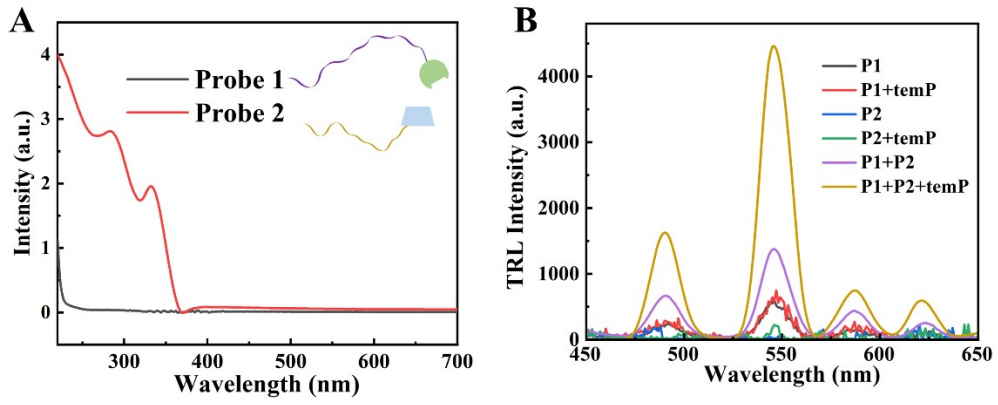 A
Probe 1
Probe 2
Intensity (a.u.)
4
3
2
1
0
300
400
500
600
700
Wavelength (nm)
B
P1
P1+temP
P2
P2+temP
P1+P2
P1+P2+temP
TRL Intensity (a.u.)
4000
3000
2000
1000
0
450
500
550
600
650
Wavelength (nm)